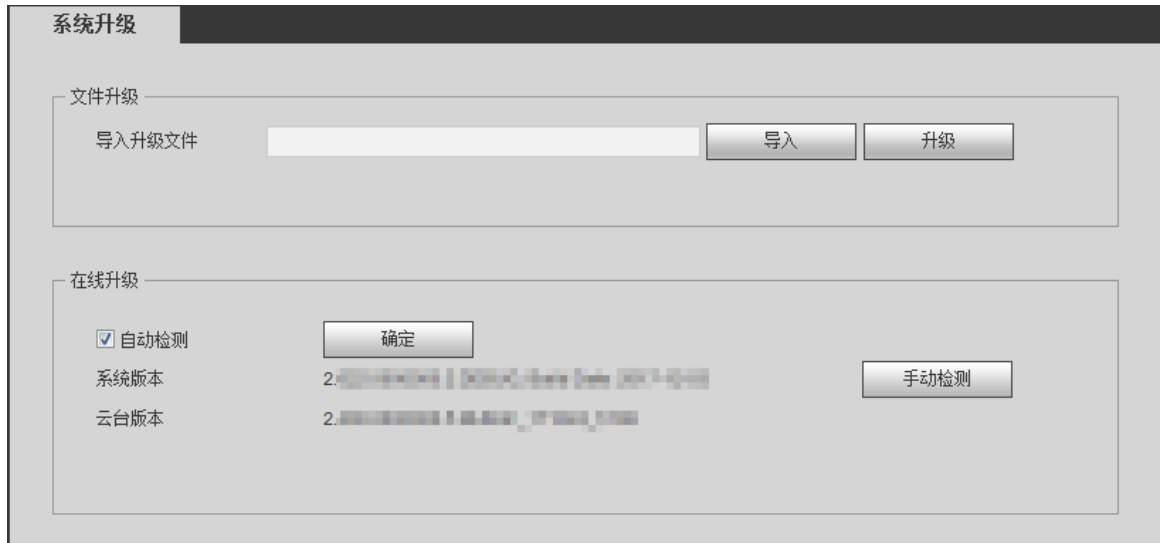 系统升级
文件升级
导入升级文件 导入 升级
在线升级
自动检测 确定
系统版本 2. 手动检测
云台版本 2.